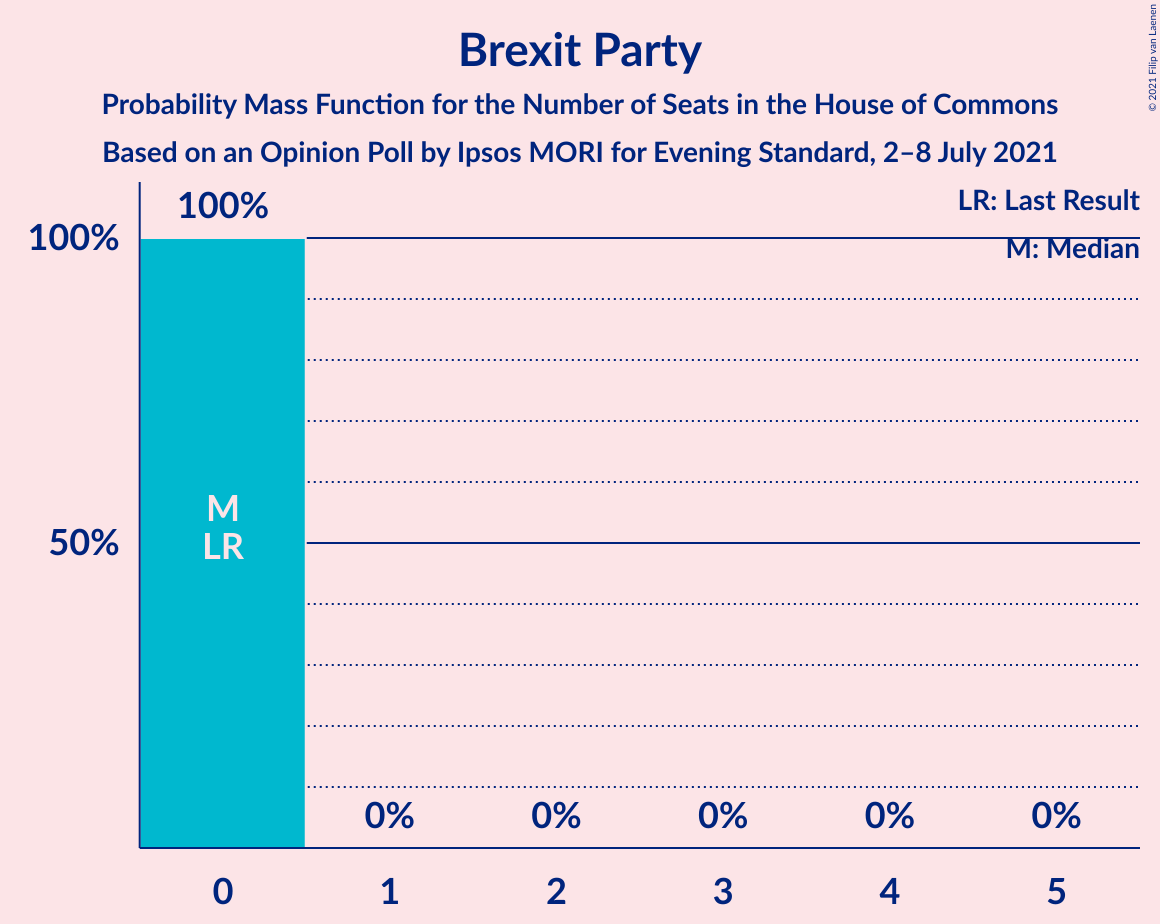 Brexit Party
Probability Mass Function for the Number of Seats in the House of Commons
Based on an Opinion Poll by Ipsos MORI for Evening Standard, 2–8 July 2021
© 2021 Filip van Laenen
LR: Last Result
M: Median
100%
100%
50%
M
LR
0% 0% 0% 0% 0%
0 1 2 3 4 5